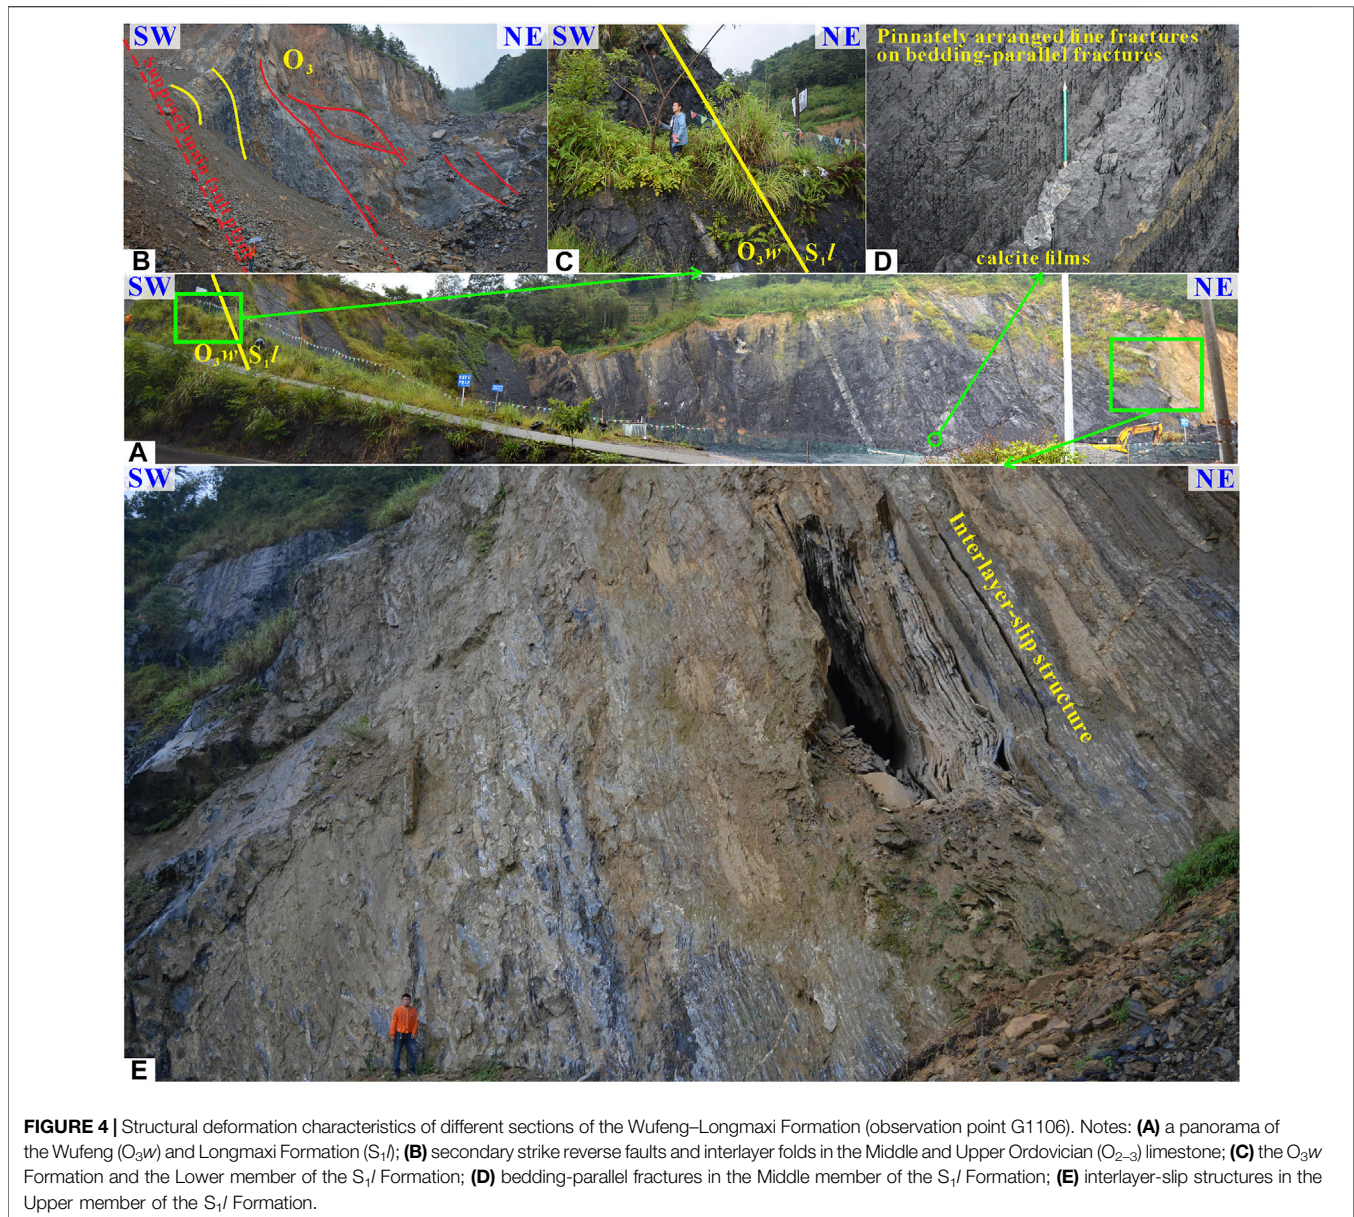 SW
NE
O₃
Supposed main fault plane
B
SW
NE
O₃w S₁l
C
Pinnately arranged fine fractures
on bedding-parallel fractures
calcite films
D
SW
NE
O₃w S₁l
A
SW
NE
Interlayer-slip structure
E
FIGURE 4 | Structural deformation characteristics of different sections of the Wufeng–Longmaxi Formation (observation point G1106). Notes: (A) a panorama of
the Wufeng (O₃w) and Longmaxi Formation (S₁l); (B) secondary strike reverse faults and interlayer folds in the Middle and Upper Ordovician (O₂₋₃) limestone; (C) the O₃w
Formation and the Lower member of the S₁l Formation; (D) bedding-parallel fractures in the Middle member of the S₁l Formation; (E) interlayer-slip structures in the
Upper member of the S₁l Formation.